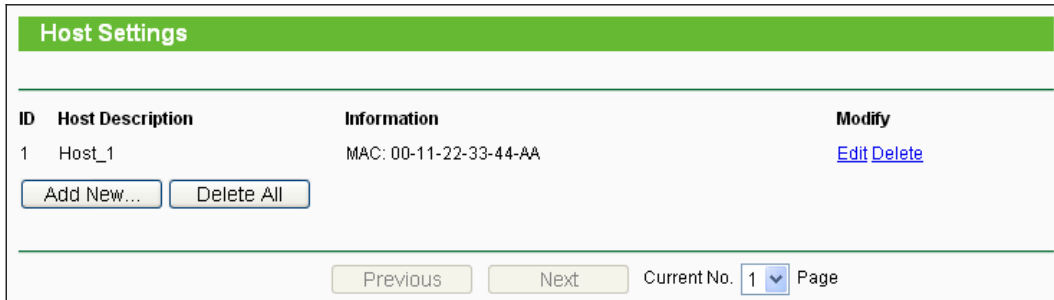 Host Settings
ID Host Description Information Modify
1 Host_1 MAC: 00-11-22-33-44-AA Edit Delete
Add New... Delete All
Previous Next Current No. 1 Page